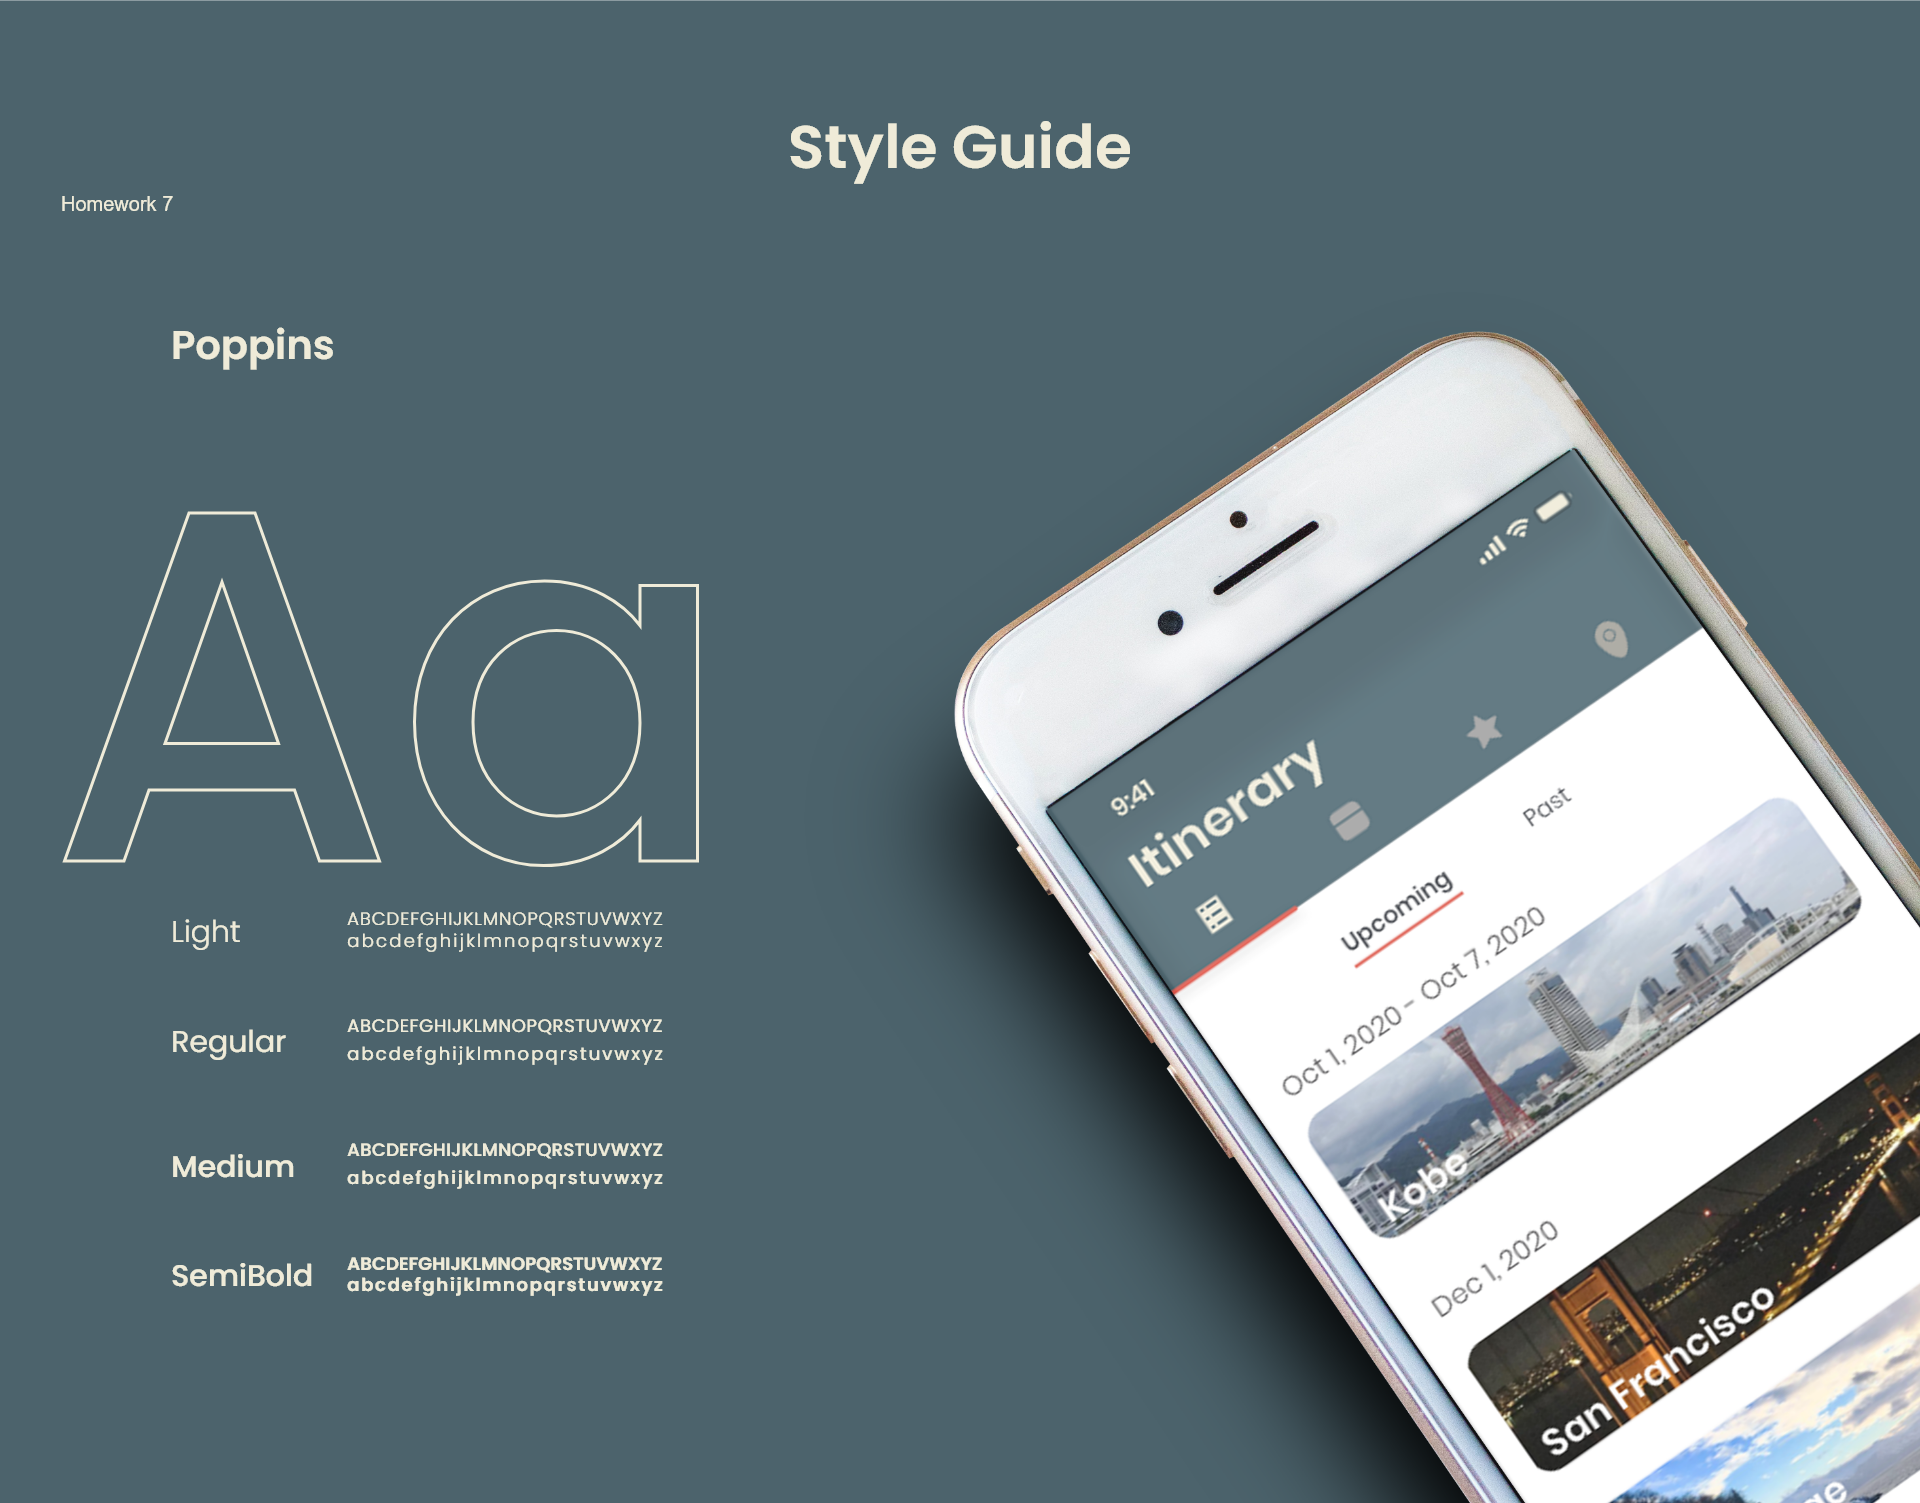 Style Guide
Homework 7
Poppins
Aa
Light
ABCDEFGHIJKLMNOPQRSTUVWXYZ
abcdefghijklmnopqrstuvwxyz
Regular
ABCDEFGHIJKLMNOPQRSTUVWXYZ
abcdefghijklmnopqrstuvwxyz
Medium
ABCDEFGHIJKLMNOPQRSTUVWXYZ
abcdefghijklmnopqrstuvwxyz
SemiBold
ABCDEFGHIJKLMNOPQRSTUVWXYZ
abcdefghijklmnopqrstuvwxyz
9:41
Itinerary
Upcoming
Past
Oct 1, 2020 - Oct 7, 2020
Kobe
Dec 1, 2020
San Francisco